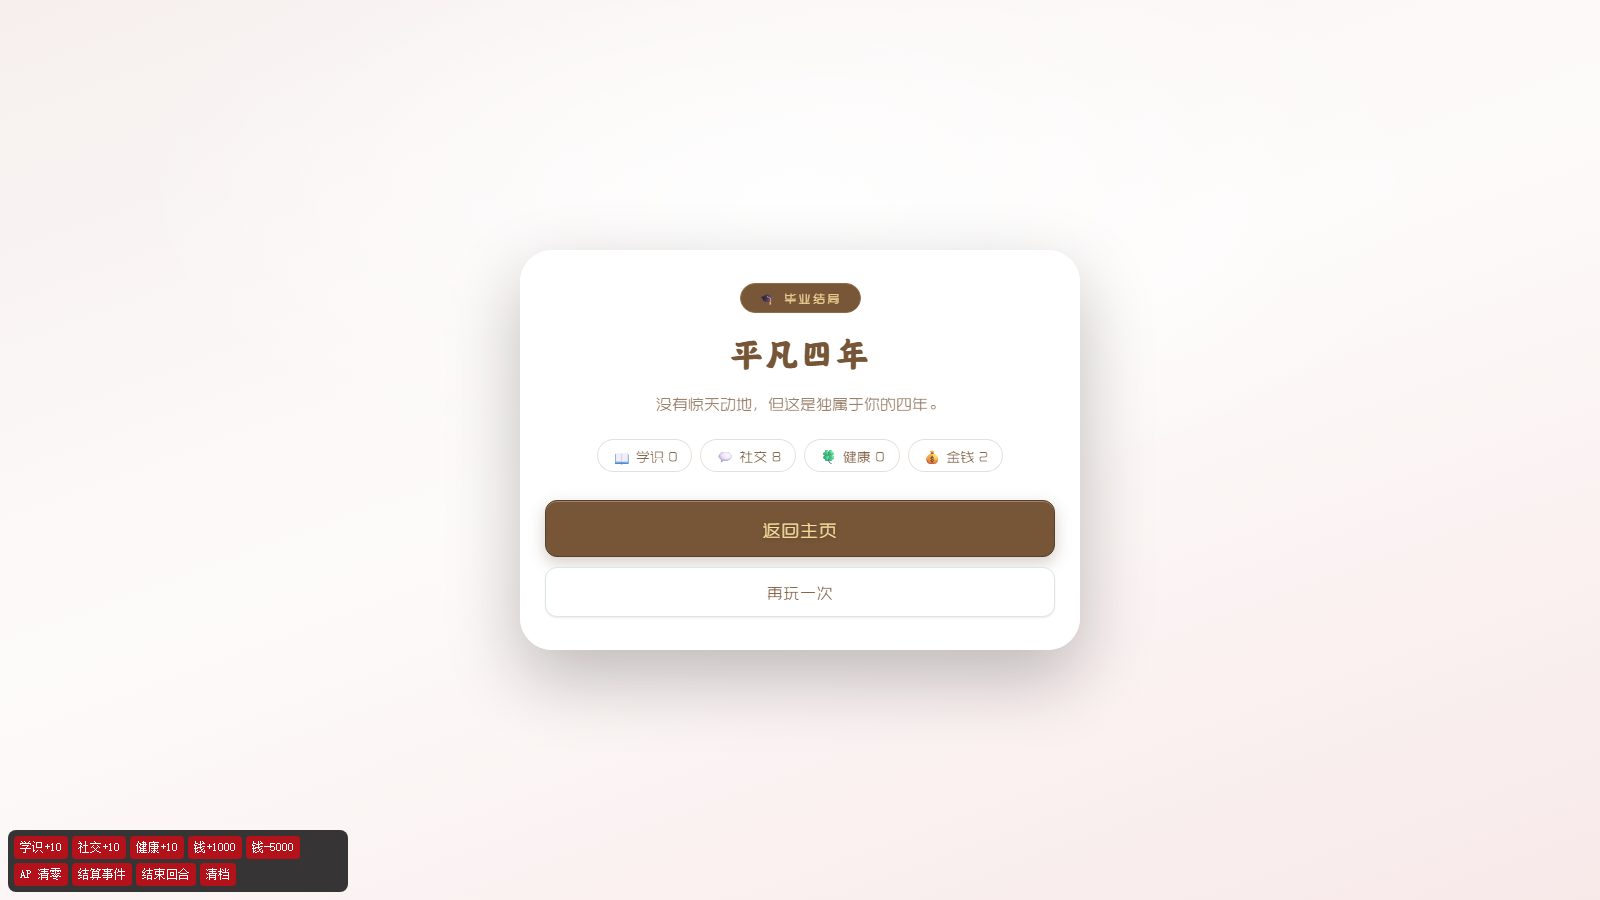 毕业结局
平凡四年
没有惊天动地，但这是独属于你的四年。
学识 0 社交 8 健康 0 金钱 2
返回主页
再玩一次
学识+10 社交+10 健康+10 钱+1000 钱-5000
AP 清零 结算事件 结束回合 清档